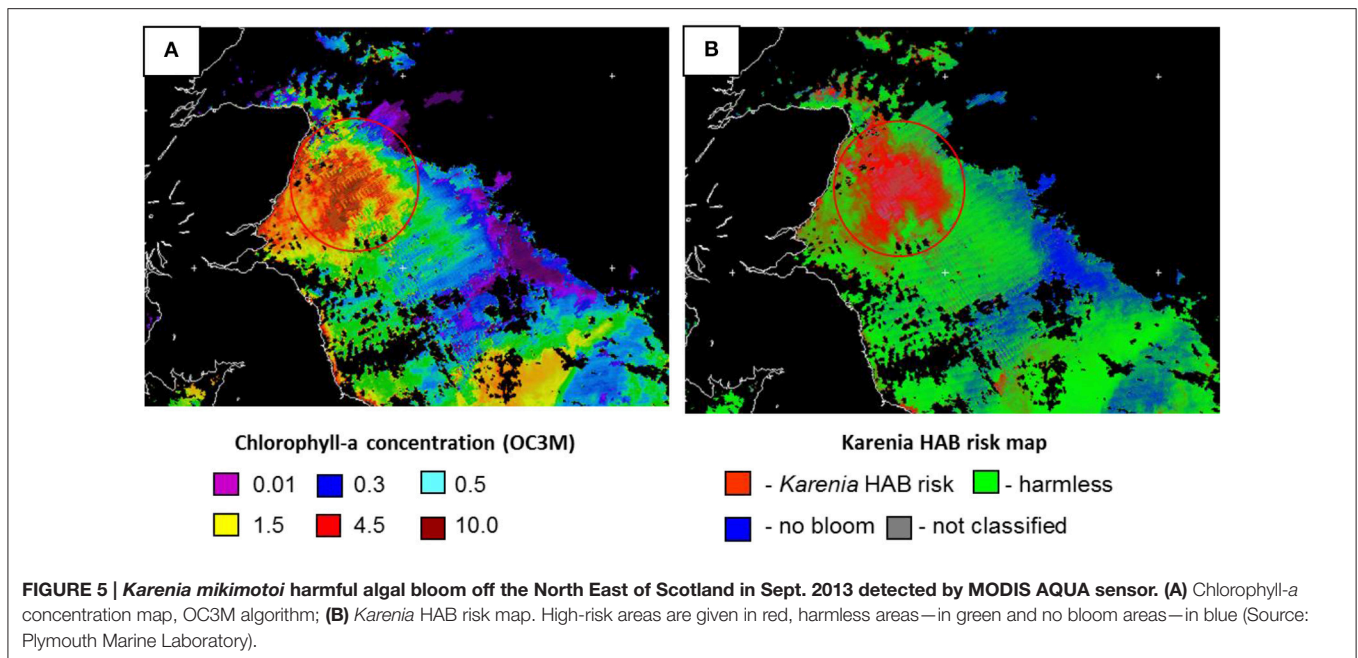 A
B
Chlorophyll-a concentration (OC3M)
0.01 0.3 0.5
1.5 4.5 10.0
Karenia HAB risk map
- Karenia HAB risk - harmless
- no bloom - not classified
FIGURE 5 | Karenia mikimotoi harmful algal bloom off the North East of Scotland in Sept. 2013 detected by MODIS AQUA sensor. (A) Chlorophyll-a
concentration map, OC3M algorithm; (B) Karenia HAB risk map. High-risk areas are given in red, harmless areas—in green and no bloom areas—in blue (Source:
Plymouth Marine Laboratory).